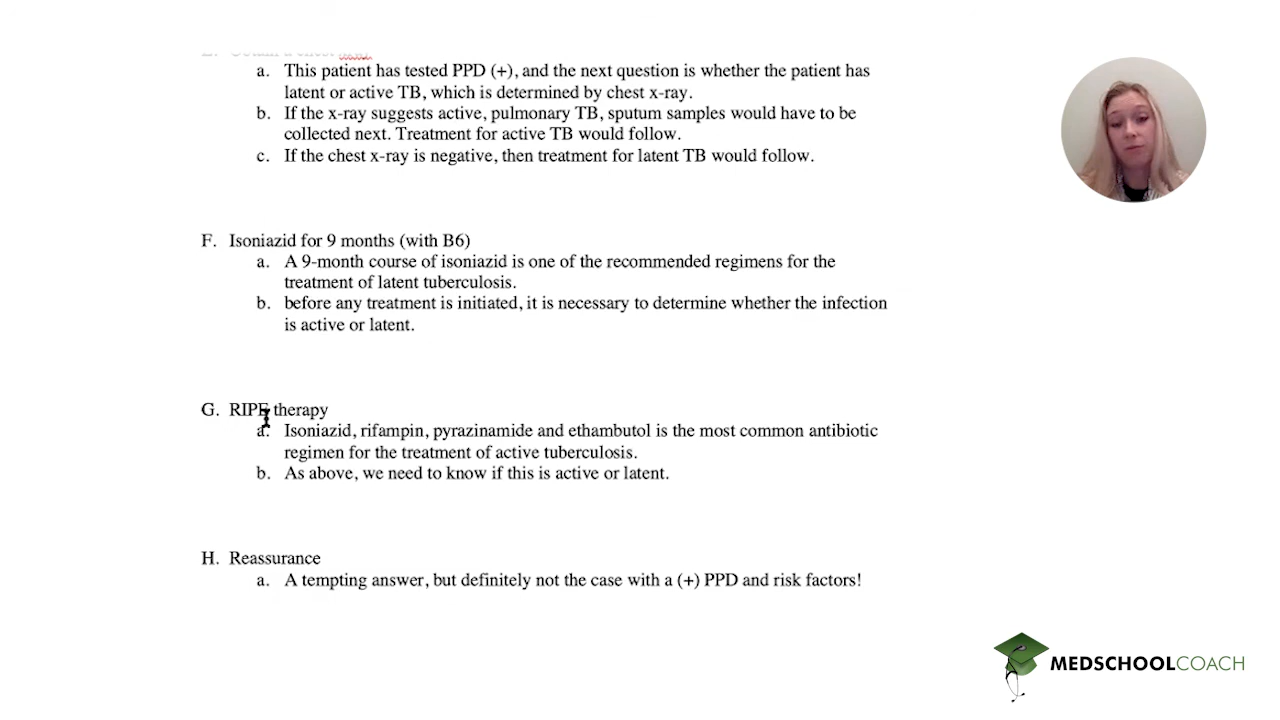 a. This patient has tested PPD (+), and the next question is whether the patient has
latent or active TB, which is determined by chest x-ray.
b. If the x-ray suggests active, pulmonary TB, sputum samples would have to be
collected next. Treatment for active TB would follow.
c. If the chest x-ray is negative, then treatment for latent TB would follow.
F. Isoniazid for 9 months (with B6)
a. A 9-month course of isoniazid is one of the recommended regimens for the
treatment of latent tuberculosis.
b. before any treatment is initiated, it is necessary to determine whether the infection
is active or latent.
G. RIPE therapy
a. Isoniazid, rifampin, pyrazinamide and ethambutol is the most common antibiotic
regimen for the treatment of active tuberculosis.
b. As above, we need to know if this is active or latent.
H. Reassurance
a. A tempting answer, but definitely not the case with a (+) PPD and risk factors!
MEDSCHOOLCOACH